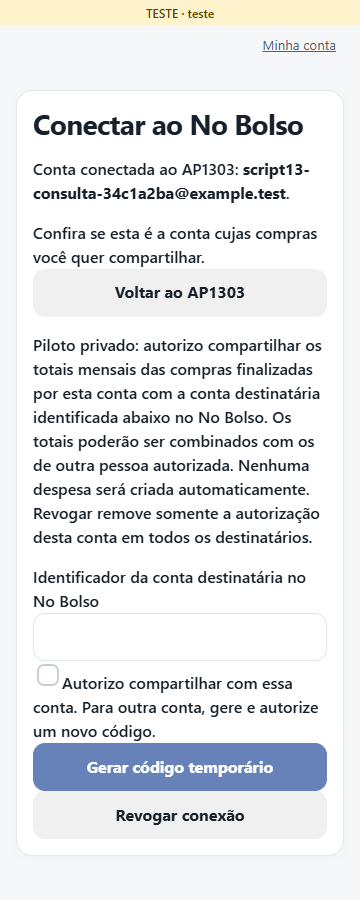 TESTE · teste
Minha conta
Conectar ao No Bolso
Conta conectada ao AP1303: script13-
consulta-34c1a2ba@example.test.
Confira se esta é a conta cujas compras
você quer compartilhar.
Voltar ao AP1303
Piloto privado: autorizo compartilhar os
totais mensais das compras finalizadas
por esta conta com a conta destinatária
identificada abaixo no No Bolso. Os
totais poderão ser combinados com os
de outra pessoa autorizada. Nenhuma
despesa será criada automaticamente.
Revogar remove somente a autorização
desta conta em todos os destinatários.
Identificador da conta destinatária no
No Bolso
Autorizo compartilhar com essa
conta. Para outra conta, gere e autorize
um novo código.
Gerar código temporário
Revogar conexão